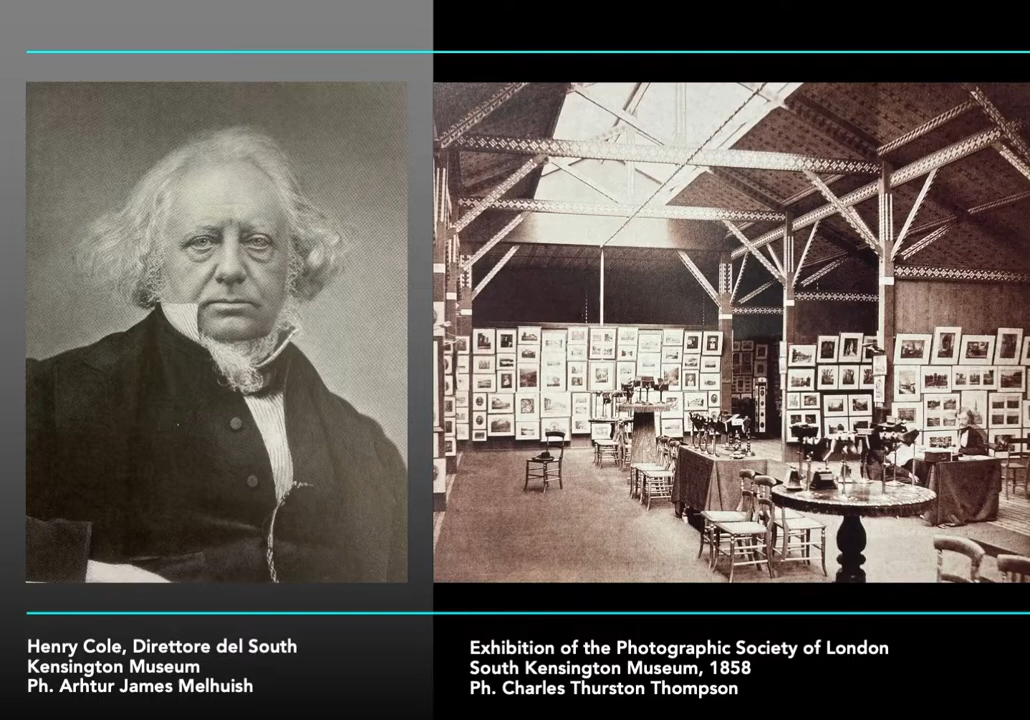 Henry Cole, Direttore del South
Kensington Museum
Ph. Arhtur James Melhuish
Exhibition of the Photographic Society of London
South Kensington Museum, 1858
Ph. Charles Thurston Thompson